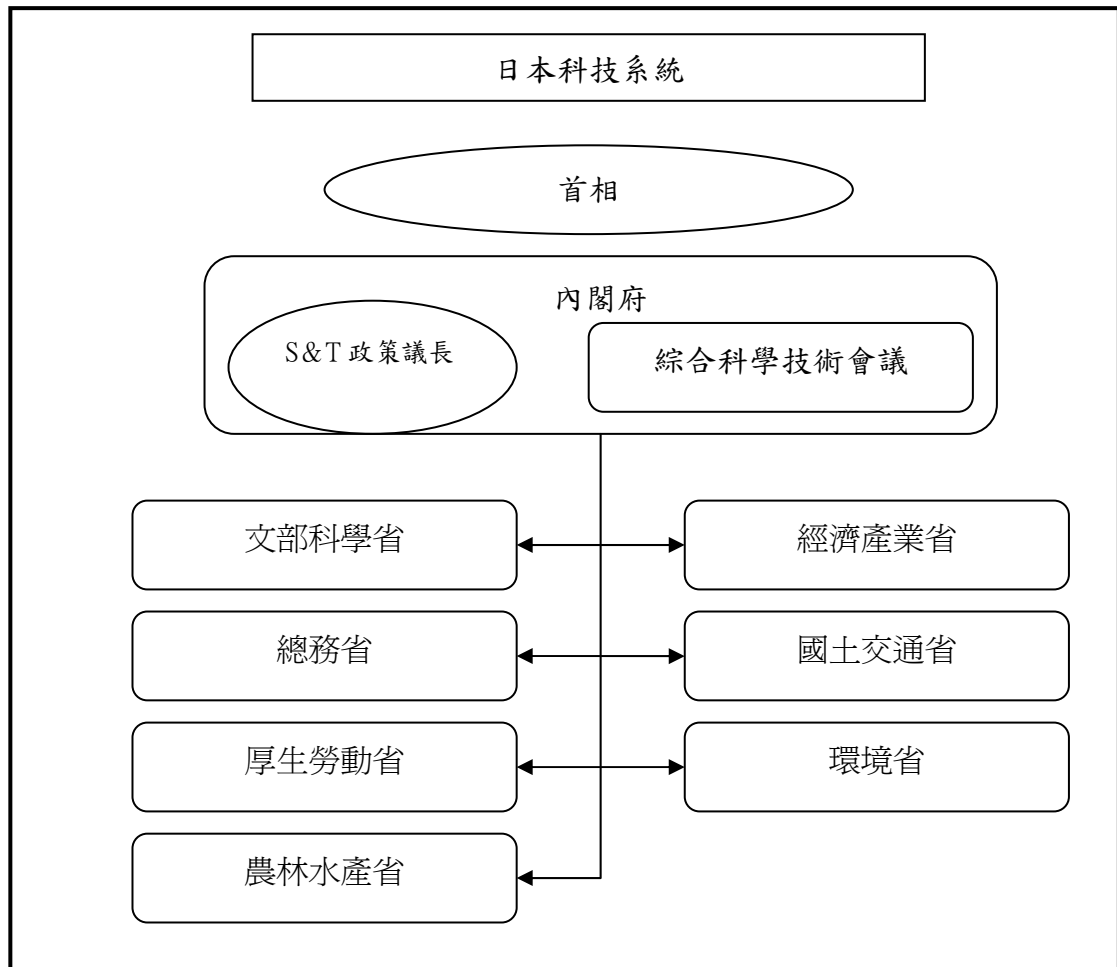 日本科技系統
首相
內閣府
S&T 政策議長
綜合科學技術會議
文部科學省
經濟產業省
總務省
國土交通省
厚生勞動省
環境省
農林水產省